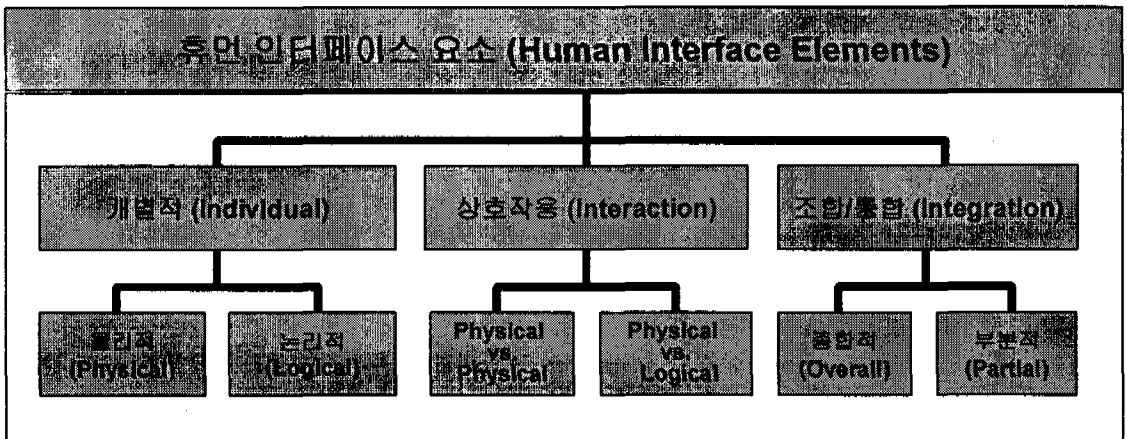 휴먼 인터페이스 요소 (Human Interface Elements)
개별적 (Individual)
상호작용 (Interaction)
조합/통합 (Integration)
물리적
(Physical)
논리적
(Logical)
Physical
vs.
Physical
Physical
vs.
Logical
종합적
(Overall)
부분적
(Partial)